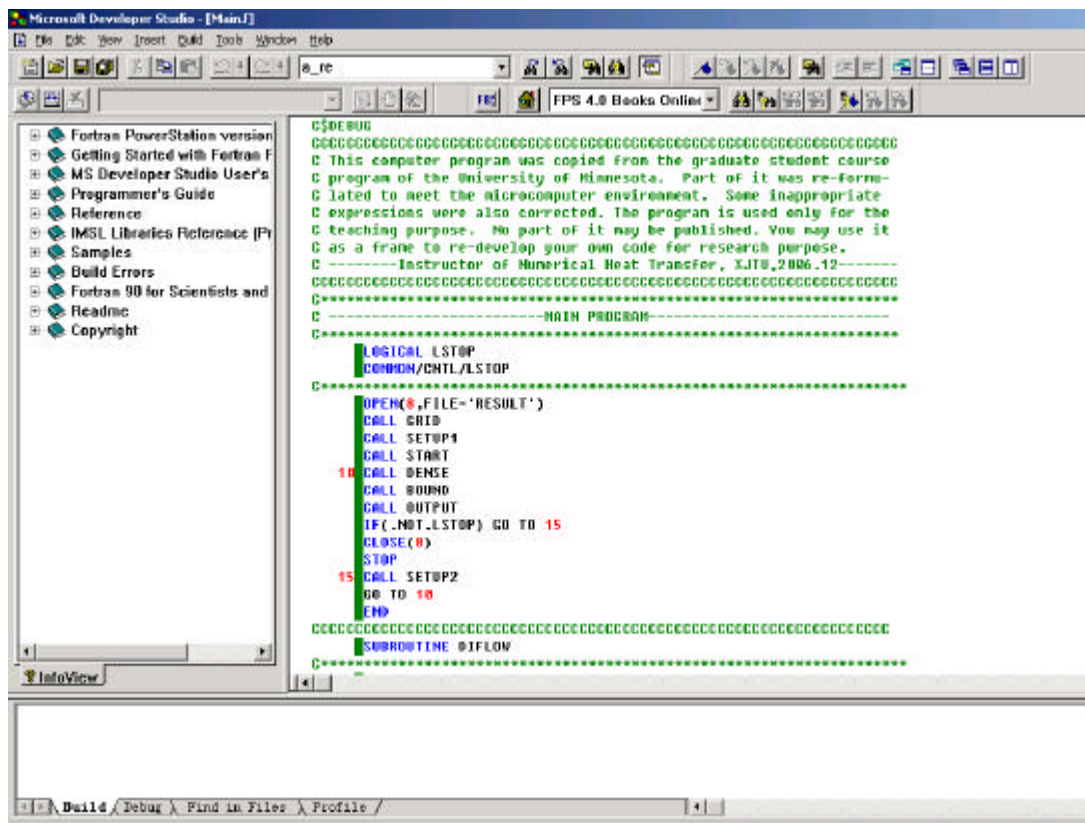 Microsoft Developer Studio - [Main.f]
File Edit View Insert Build Tools Window Help
a_re
FPS 4.0 Books Online
Fortran PowerStation version
Getting Started with Fortran F
MS Developer Studio User's
Programmer's Guide
Reference
IMSL Libraries Reference (Pr
Samples
Build Errors
Fortran 90 for Scientists and
Readme
Copyright
InfoView
C$DEBUG
C This computer program was copied from the graduate student course
C program of the University of Minnesota.  Part of it was re-formu-
C lated to meet the microcomputer environment.  Some inappropriate
C expressions were also corrected. The program is used only for the
C teaching purpose.  No part of it may be published. You may use it
C as a frame to re-develop your own code for research purpose.
C --------Instructor of Numerical Heat Transfer, XJTU,2006.12-------
C -------------------------MAIN PROGRAM----------------------------
LOGICAL LSTOP
COMMON/CNTL/LSTOP
OPEN(8,FILE='RESULT')
CALL GRID
CALL SETUP1
CALL START
10 CALL DENSE
CALL BOUND
CALL OUTPUT
IF(.NOT.LSTOP) GO TO 15
CLOSE(8)
STOP
15 CALL SETUP2
GO TO 10
END
SUBROUTINE DIFLOW
Build Debug Find in Files Profile